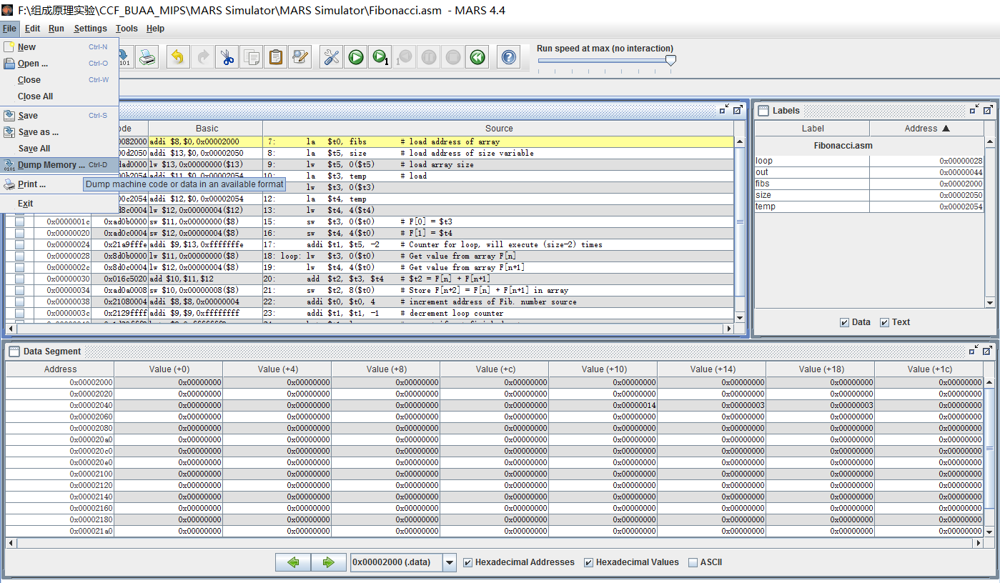 F:\组成原理实验\CCF_BUAA_MIPS\MARS Simulator\MARS Simulator\Fibonacci.asm - MARS 4.4
File Edit Run Settings Tools Help
New Ctrl-N
Open ... Ctrl-O
Close Ctrl-W
Close All
Save Ctrl-S
Save as ...
Save All
Dump Memory ... Ctrl-D
Print ...
Exit
Dump machine code or data in an available format
Run speed at max (no interaction)
Basic Source
0082000 addi $8,$0,0x00002000 7: la $t0, fibs # load address of array
00d2050 addi $13,$0,0x00002050 8: la $t5, size # load address of size variable
dad0000 lw $13,0x00000000($13) 9: lw $t5, 0($t5) # load array size
00b2054 addi $11,$0,0x00002054 10: la $t3, temp # load
lw $t3, 0($t3)
00c2054 addi $12,$0,0x00002054 12: la $t4, temp
d8c0004 lw $12,0x00000004($12) 13: lw $t4, 4($t4)
0x0000001c 0xad0b0000 sw $11,0x00000000($8) 15: sw $t3, 0($t0) # F[0] = $t3
0x00000020 0xad0c0004 sw $12,0x00000004($8) 16: sw $t4, 4($t0) # F[1] = $t4
0x00000024 0x21a9fffe addi $9,$13,0xfffffffe 17: addi $t1, $t5, -2 # Counter for loop, will execute (size-2) times
0x00000028 0x8d0b0000 lw $11,0x00000000($8) 18: loop: lw $t3, 0($t0) # Get value from array F[n]
0x0000002c 0x8d0c0004 lw $12,0x00000004($8) 19: lw $t4, 4($t0) # Get value from array F[n+1]
0x00000030 0x016c5020 add $10,$11,$12 20: add $t2, $t3, $t4 # $t2 = F[n] + F[n+1]
0x00000034 0xad0a0008 sw $10,0x00000008($8) 21: sw $t2, 8($t0) # Store F[n+2] = F[n] + F[n+1] in array
0x00000038 0x21080004 addi $8,$8,0x00000004 22: addi $t0, $t0, 4 # increment address of Fib. number source
0x0000003c 0x2129ffff addi $9,$9,0xffffffff 23: addi $t1, $t1, -1 # decrement loop counter
Labels
Label Address ▲
Fibonacci.asm
loop 0x00000028
out 0x00000044
fibs 0x00002000
size 0x00002050
temp 0x00002054
Data Text
Data Segment
Address Value (+0) Value (+4) Value (+8) Value (+c) Value (+10) Value (+14) Value (+18) Value (+1c)
0x00002000 0x00000000 0x00000000 0x00000000 0x00000000 0x00000000 0x00000000 0x00000000 0x00000000
0x00002020 0x00000000 0x00000000 0x00000000 0x00000000 0x00000000 0x00000000 0x00000000 0x00000000
0x00002040 0x00000000 0x00000000 0x00000000 0x00000000 0x00000014 0x00000003 0x00000003 0x00000000
0x00002060 0x00000000 0x00000000 0x00000000 0x00000000 0x00000000 0x00000000 0x00000000 0x00000000
0x00002080 0x00000000 0x00000000 0x00000000 0x00000000 0x00000000 0x00000000 0x00000000 0x00000000
0x000020a0 0x00000000 0x00000000 0x00000000 0x00000000 0x00000000 0x00000000 0x00000000 0x00000000
0x000020c0 0x00000000 0x00000000 0x00000000 0x00000000 0x00000000 0x00000000 0x00000000 0x00000000
0x000020e0 0x00000000 0x00000000 0x00000000 0x00000000 0x00000000 0x00000000 0x00000000 0x00000000
0x00002100 0x00000000 0x00000000 0x00000000 0x00000000 0x00000000 0x00000000 0x00000000 0x00000000
0x00002120 0x00000000 0x00000000 0x00000000 0x00000000 0x00000000 0x00000000 0x00000000 0x00000000
0x00002140 0x00000000 0x00000000 0x00000000 0x00000000 0x00000000 0x00000000 0x00000000 0x00000000
0x00002160 0x00000000 0x00000000 0x00000000 0x00000000 0x00000000 0x00000000 0x00000000 0x00000000
0x00002180 0x00000000 0x00000000 0x00000000 0x00000000 0x00000000 0x00000000 0x00000000 0x00000000
0x000021a0 0x00000000 0x00000000 0x00000000 0x00000000 0x00000000 0x00000000 0x00000000 0x00000000
0x00002000 (.data) Hexadecimal Addresses Hexadecimal Values ASCII